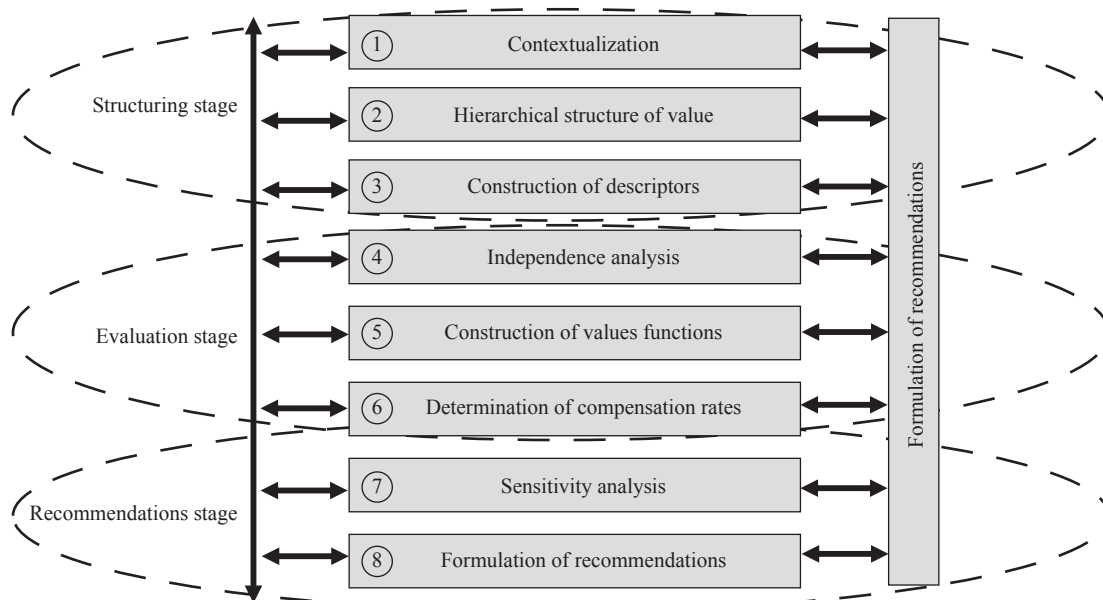 1 Contextualization
Structuring stage
2 Hierarchical structure of value
3 Construction of descriptors
4 Independence analysis
Evaluation stage
5 Construction of values functions
6 Determination of compensation rates
7 Sensitivity analysis
Recommendations stage
8 Formulation of recommendations
Formulation of recommendations